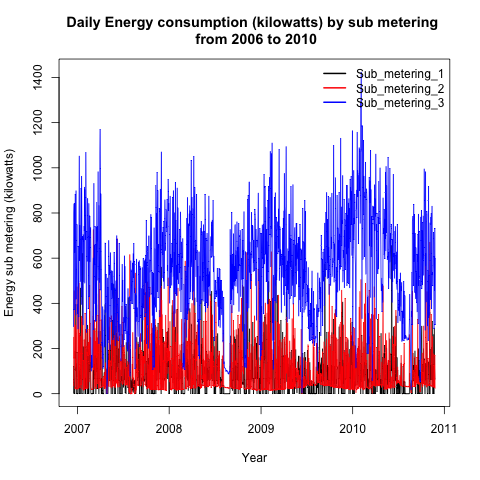 Daily Energy consumption (kilowatts) by sub metering
from 2006 to 2010
Sub_metering_1
Sub_metering_2
Sub_metering_3
Energy sub metering (kilowatts)
1400
1200
1000
800
600
400
200
0
2007 2008 2009 2010 2011
Year